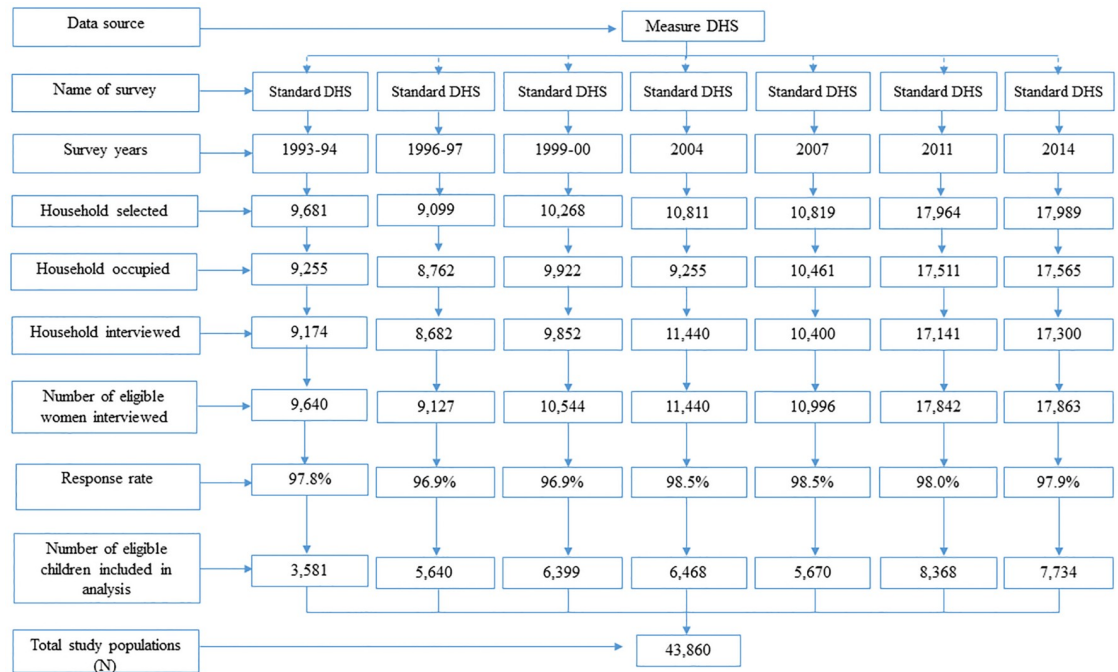 Data source
Measure DHS
Name of survey
Standard DHS
Standard DHS
Standard DHS
Standard DHS
Standard DHS
Standard DHS
Standard DHS
Survey years
1993-94
1996-97
1999-00
2004
2007
2011
2014
Household selected
9,681
9,099
10,268
10,811
10,819
17,964
17,989
Household occupied
9,255
8,762
9,922
9,255
10,461
17,511
17,565
Household interviewed
9,174
8,682
9,852
11,440
10,400
17,141
17,300
Number of eligible
women interviewed
9,640
9,127
10,544
11,440
10,996
17,842
17,863
Response rate
97.8%
96.9%
96.9%
98.5%
98.5%
98.0%
97.9%
Number of eligible
children included in
analysis
3,581
5,640
6,399
6,468
5,670
8,368
7,734
Total study populations
(N)
43,860